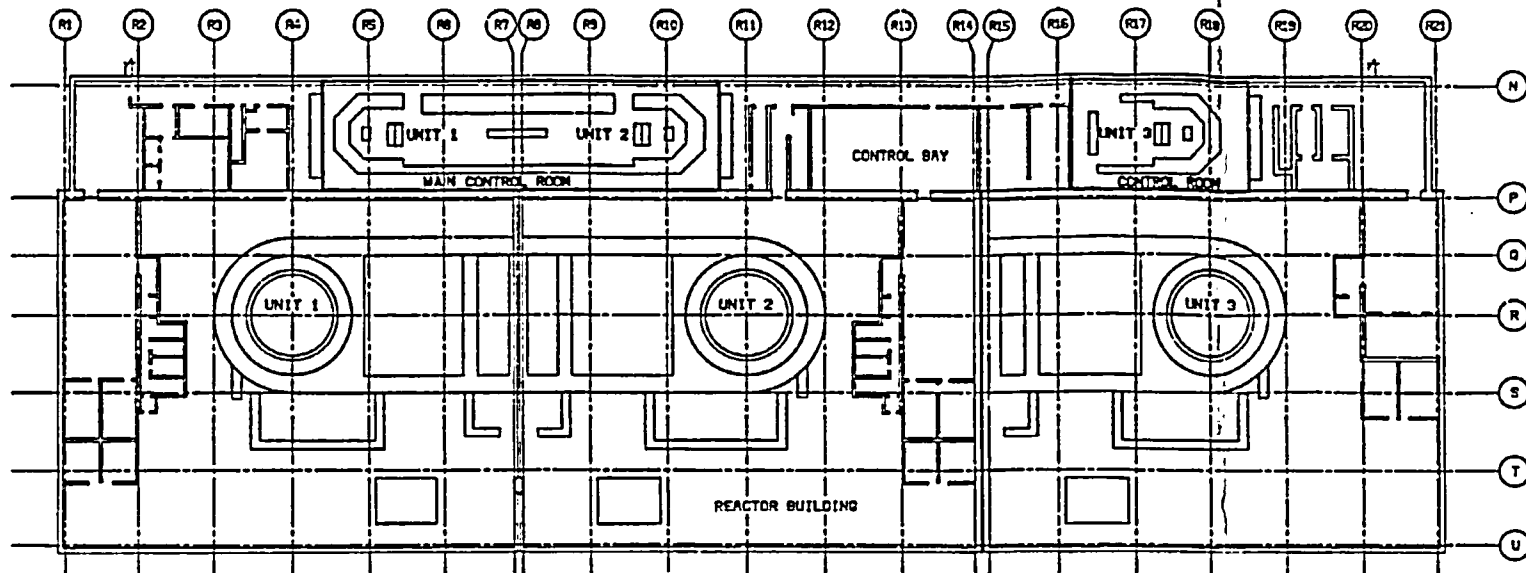 R1 R2 R3 R4 R5 R6 R7 R8 R9 R10 R11 R12 R13 R14 R15 R16 R17 R18 R19 R20 R21
N
UNIT 1 UNIT 2 UNIT 3
CONTROL BAY
MAIN CONTROL ROOM CONTROL ROOM
P
Q
UNIT 1 UNIT 2 UNIT 3
R
S
T
REACTOR BUILDING
U